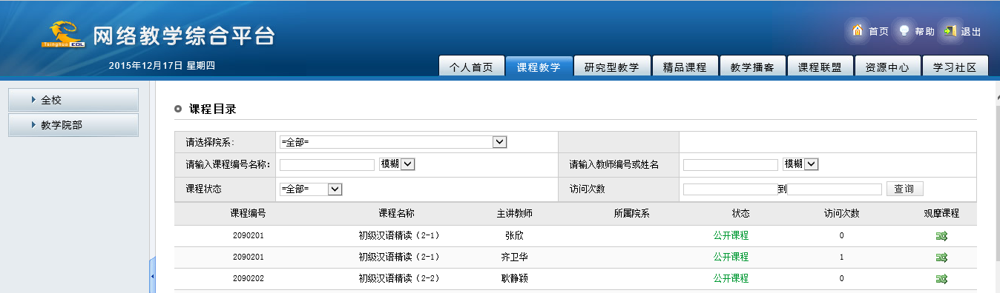 网络教学综合平台
Tsinghua EOL
首页 帮助 退出
2015年12月17日 星期四
个人首页 课程教学 研究型教学 精品课程 教学播客 课程联盟 资源中心 学习社区
全校
教学院部
课程目录
请选择院系: =全部=
请输入课程编号名称: 模糊 请输入教师编号或姓名 模糊
课程状态 =全部= 访问次数 到 查询
课程编号 课程名称 主讲教师 所属院系 状态 访问次数 观摩课程
2090201 初级汉语精读（2-1） 张欣 公开课程 0
2090201 初级汉语精读（2-1） 齐卫华 公开课程 1
2090202 初级汉语精读（2-2） 耿静颖 公开课程 0